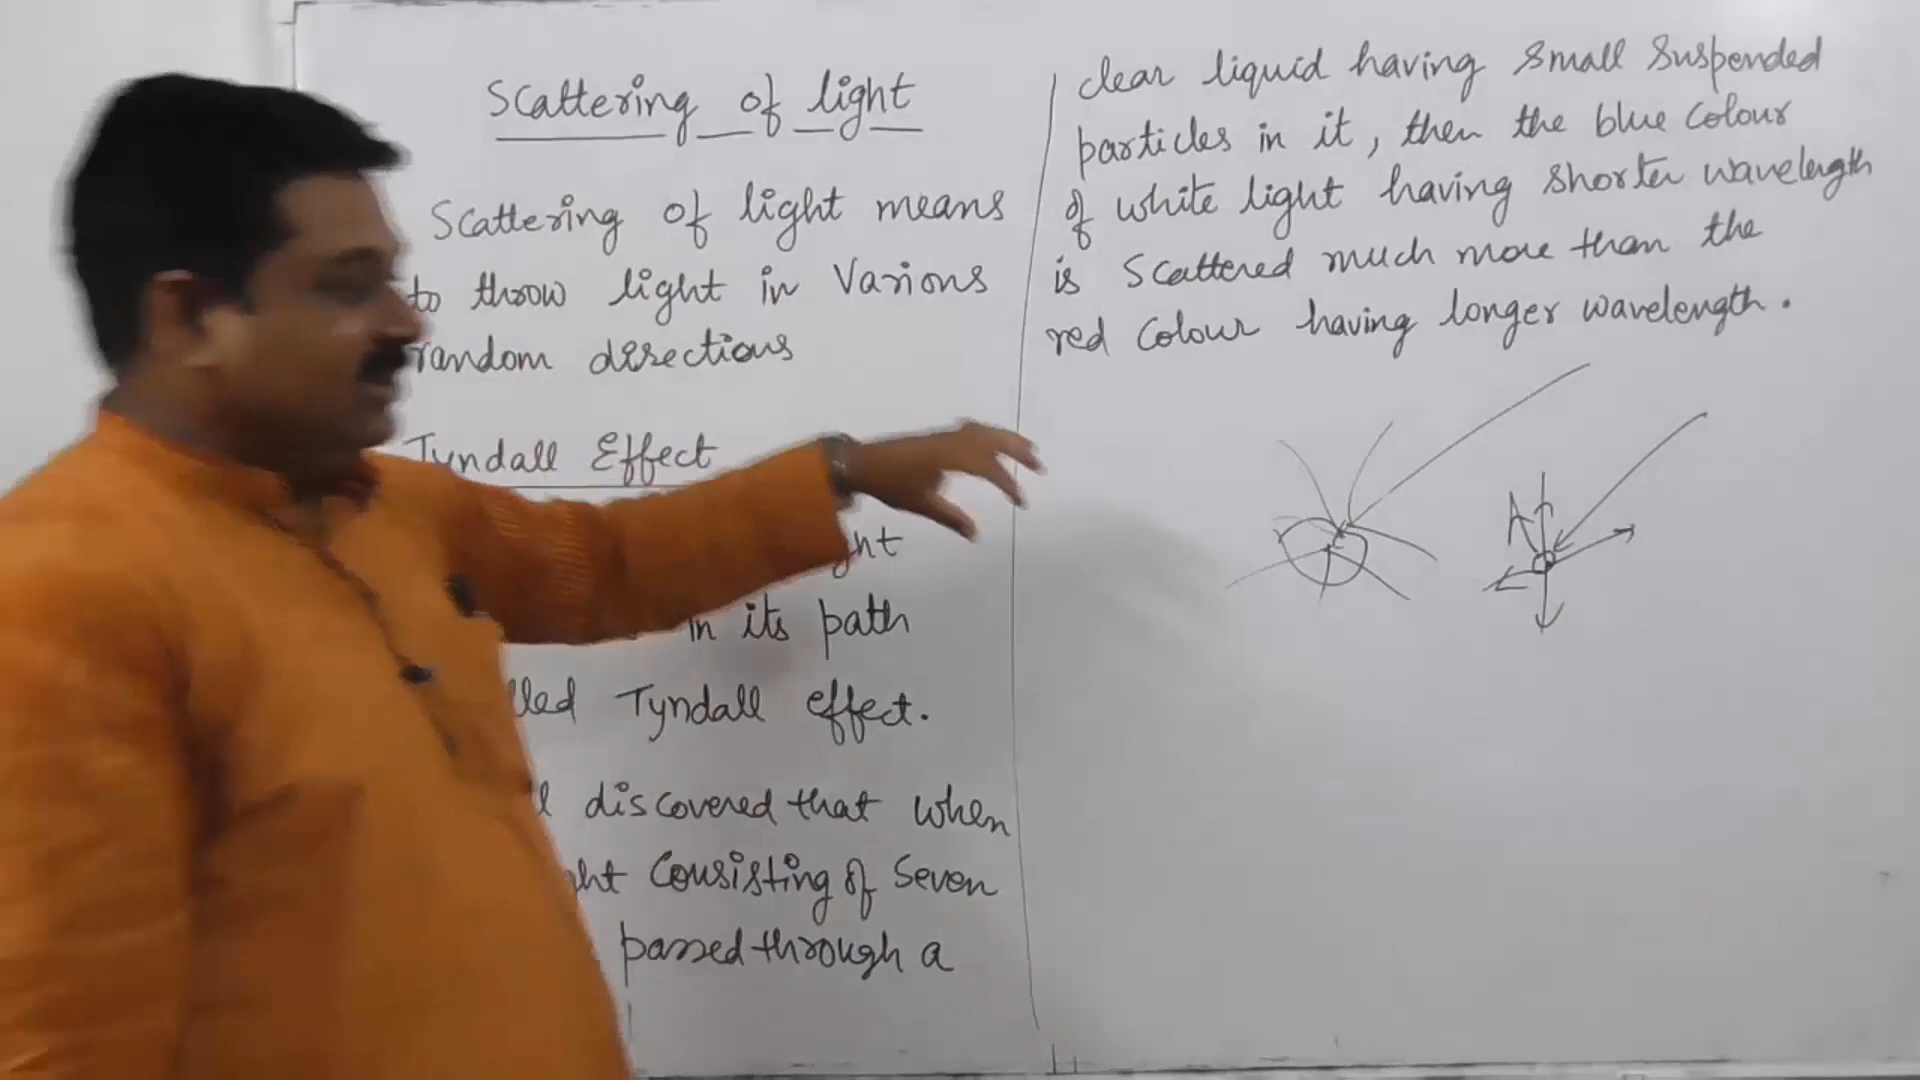 Scattering of light
Scattering of light means
to throw light in Various
random directions
Tyndall Effect
in its path
Tyndall effect.
discovered that when
Consisting of Seven
passed through a
clear liquid having small suspended
particles in it, then the blue colour
of white light having shorter wavelength
is scattered much more than the
red colour having longer wavelength.
A